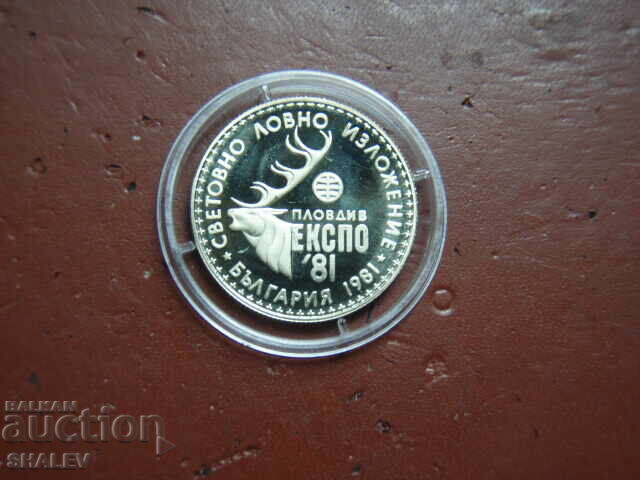 СВЕТОВНО ЛОВНО ИЗЛОЖЕНИЕ
ПЛОВДИВ
ЕКСПО
'81
БЪЛГАРИЯ 1981
BALKAN
auction
SHALEV